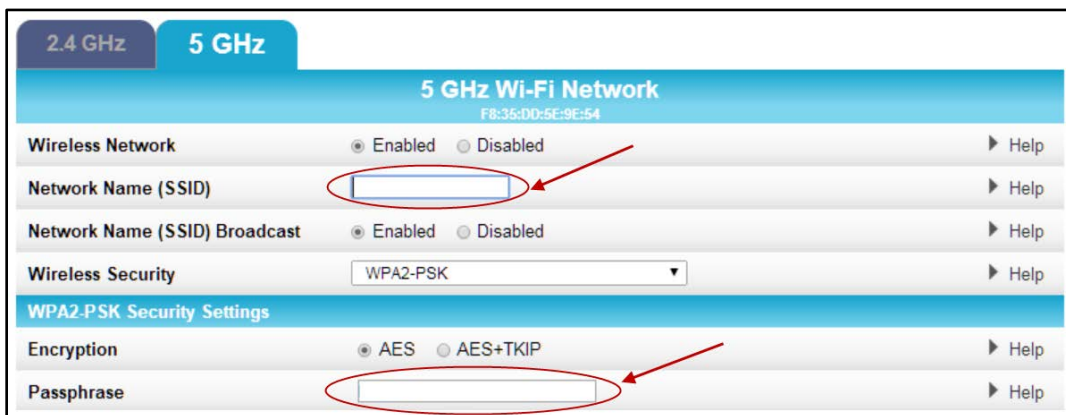 2.4 GHz 5 GHz
5 GHz Wi-Fi Network
F8:35:DD:5E:9E:54
Wireless Network Enabled Disabled Help
Network Name (SSID) Help
Network Name (SSID) Broadcast Enabled Disabled Help
Wireless Security WPA2-PSK Help
WPA2-PSK Security Settings
Encryption AES AES+TKIP Help
Passphrase Help